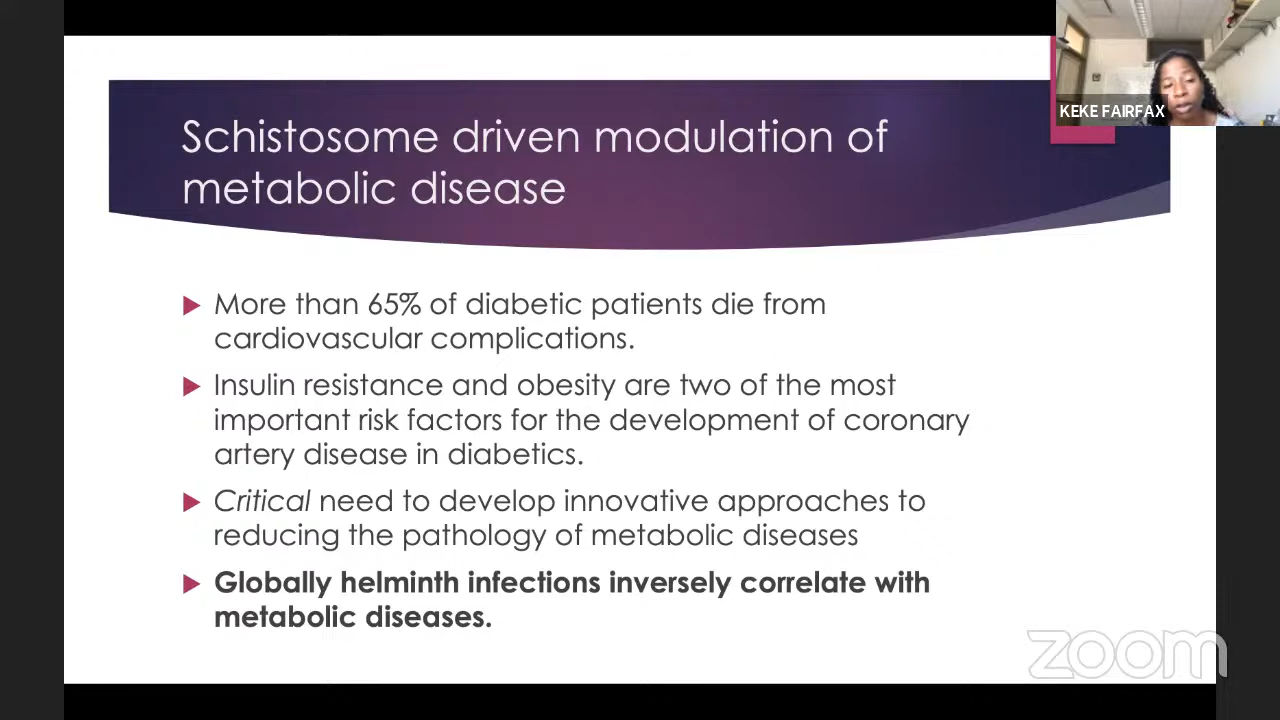 Schistosome driven modulation of
metabolic disease
KEKE FAIRFAX
More than 65% of diabetic patients die from
cardiovascular complications.
Insulin resistance and obesity are two of the most
important risk factors for the development of coronary
artery disease in diabetics.
Critical need to develop innovative approaches to
reducing the pathology of metabolic diseases
Globally helminth infections inversely correlate with
metabolic diseases.
zoom